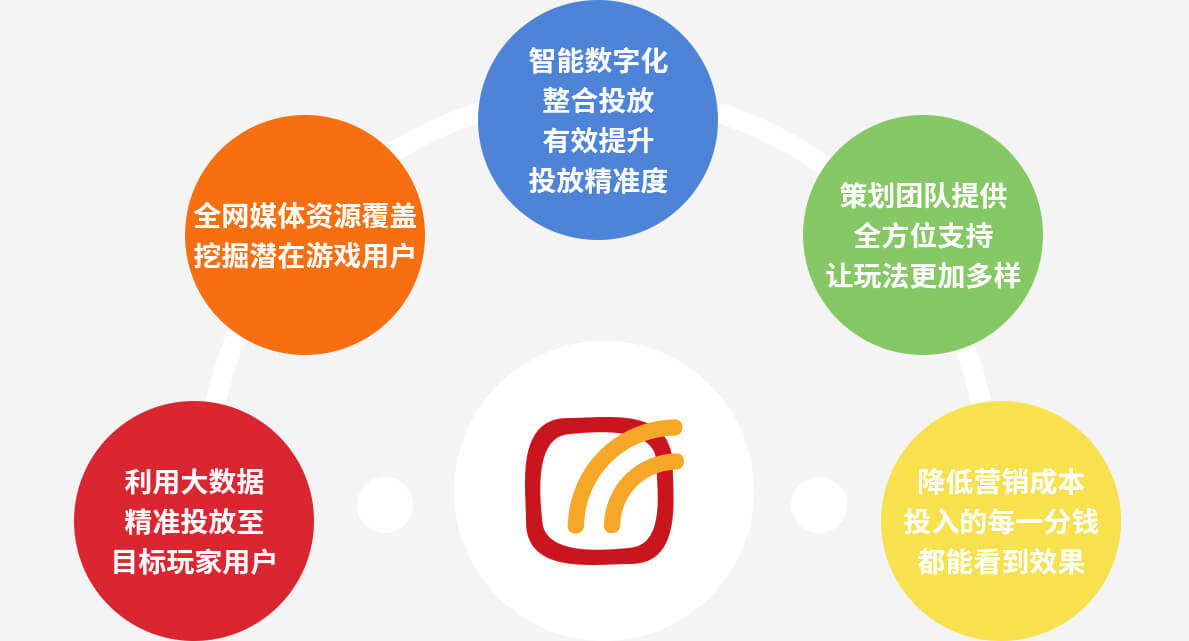 智能数字化
整合投放
有效提升
投放精准度
全网媒体资源覆盖
挖掘潜在游戏用户
策划团队提供
全方位支持
让玩法更加多样
利用大数据
精准投放至
目标玩家用户
降低营销成本
投入的每一分钱
都能看到效果